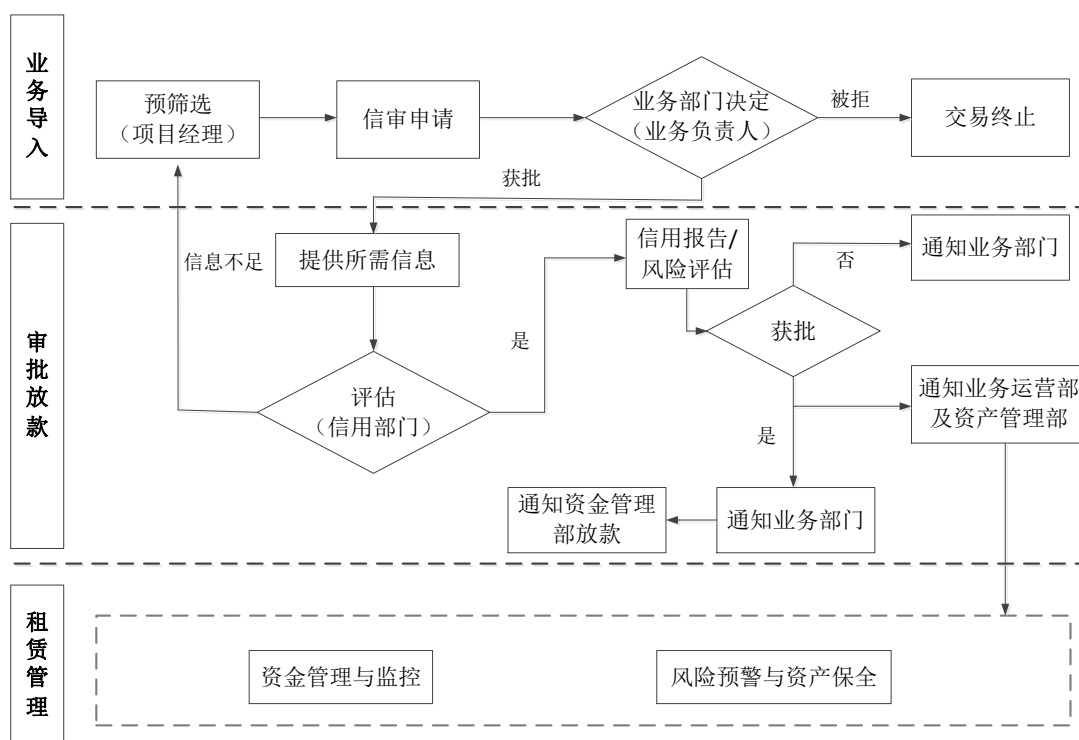 业务导入
预筛选
（项目经理）
信审申请
业务部门决定
（业务负责人）
被拒
交易终止
获批
审批放款
信息不足
提供所需信息
信用报告/
风险评估
否
通知业务部门
是
获批
评估
（信用部门）
通知业务运营部
及资产管理部
是
通知资金管理
部放款
通知业务部门
租赁管理
资金管理与监控
风险预警与资产保全